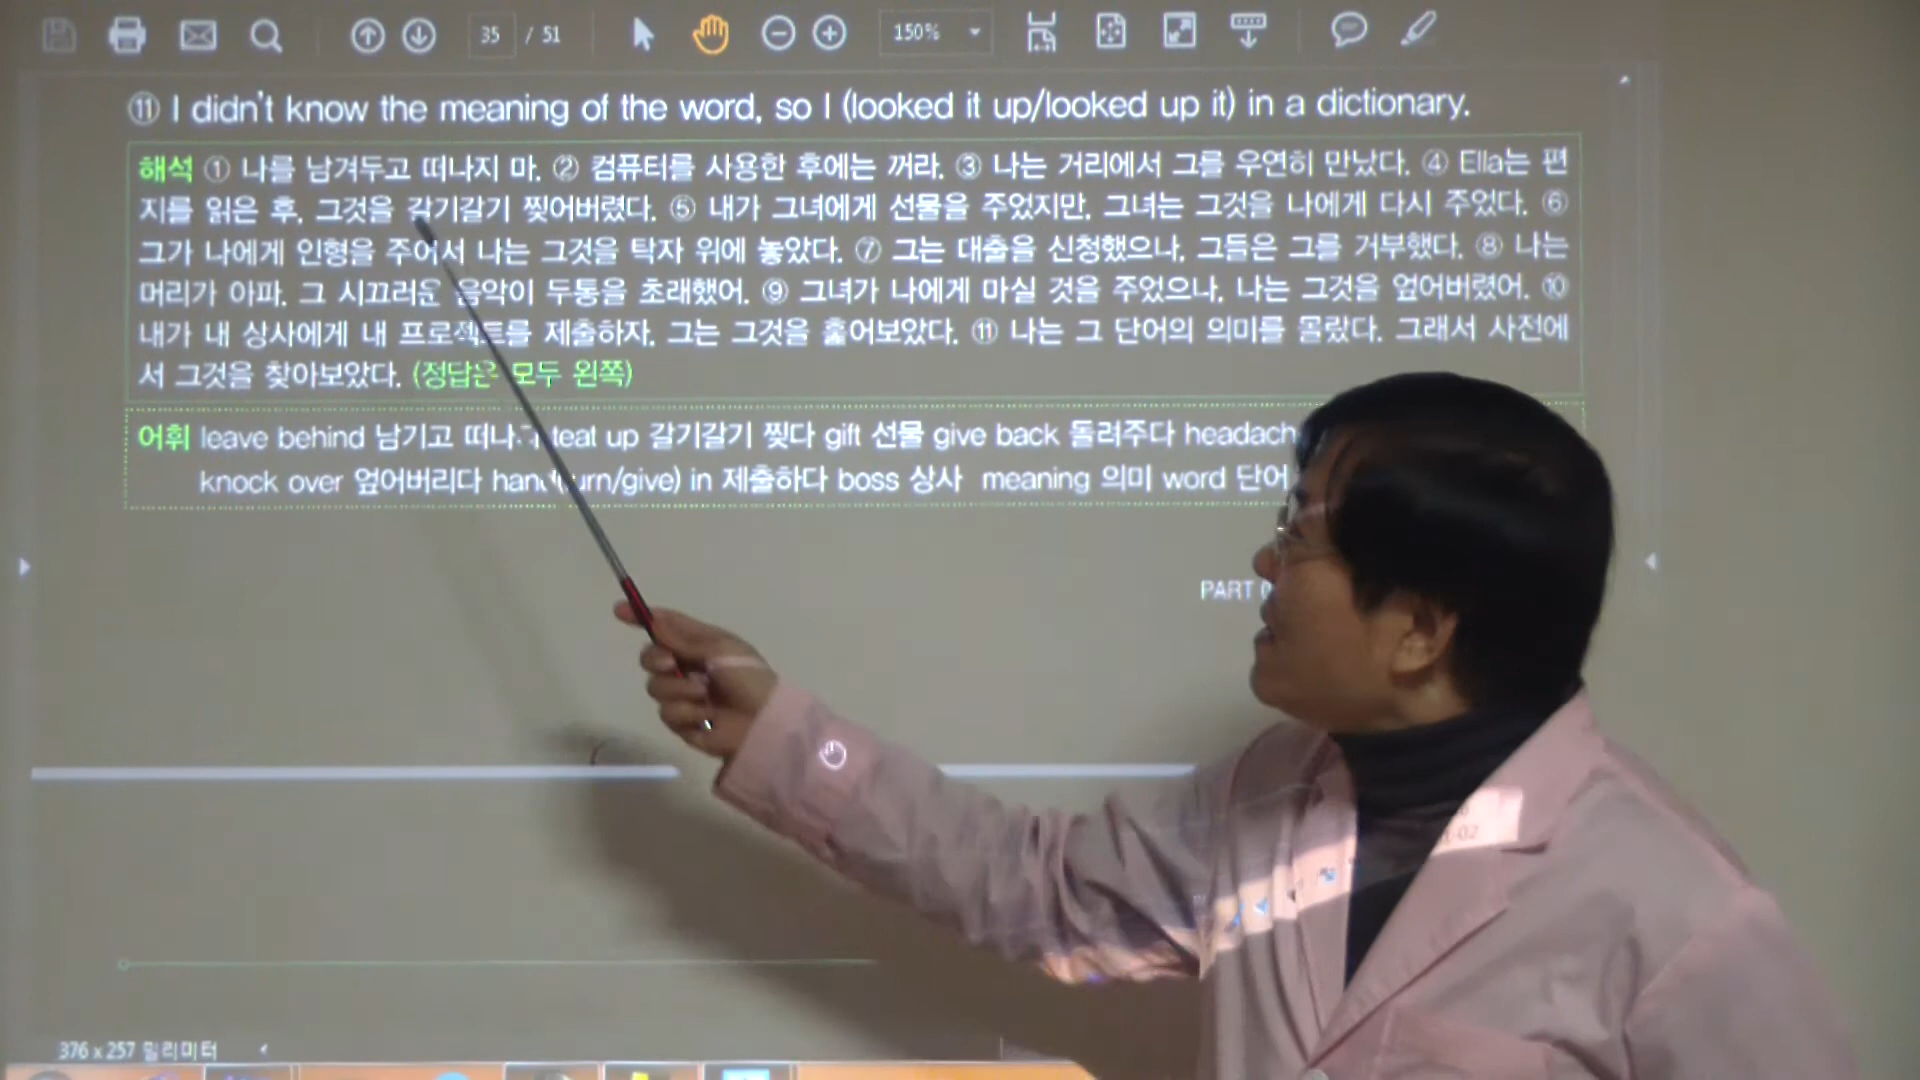 35 / 51
150%
⑪ I didn't know the meaning of the word, so I (looked it up/looked up it) in a dictionary.
해석 ① 나를 남겨두고 떠나지 마. ② 컴퓨터를 사용한 후에는 꺼라. ③ 나는 거리에서 그를 우연히 만났다. ④ Ella는 편
지를 읽은 후, 그것을 갈기갈기 찢어버렸다. ⑤ 내가 그녀에게 선물을 주었지만, 그녀는 그것을 나에게 다시 주었다. ⑥
그가 나에게 인형을 주어서 나는 그것을 탁자 위에 놓았다. ⑦ 그는 대출을 신청했으나, 그들은 그를 거부했다. ⑧ 나는
머리가 아파. 그 시끄러운 음악이 두통을 초래했어. ⑨ 그녀가 나에게 마실 것을 주었으나, 나는 그것을 엎어버렸어. ⑩
내가 내 상사에게 내 프로젝트를 제출하자, 그는 그것을 훑어보았다. ⑪ 나는 그 단어의 의미를 몰랐다. 그래서 사전에
서 그것을 찾아보았다. (정답은 모두 왼쪽)
어휘 leave behind 남기고 떠나다 teat up 갈기갈기 찢다 gift 선물 give back 돌려주다 headach
knock over 엎어버리다 hand(turn/give) in 제출하다 boss 상사 meaning 의미 word 단어
PART
376 x 257 밀리미터